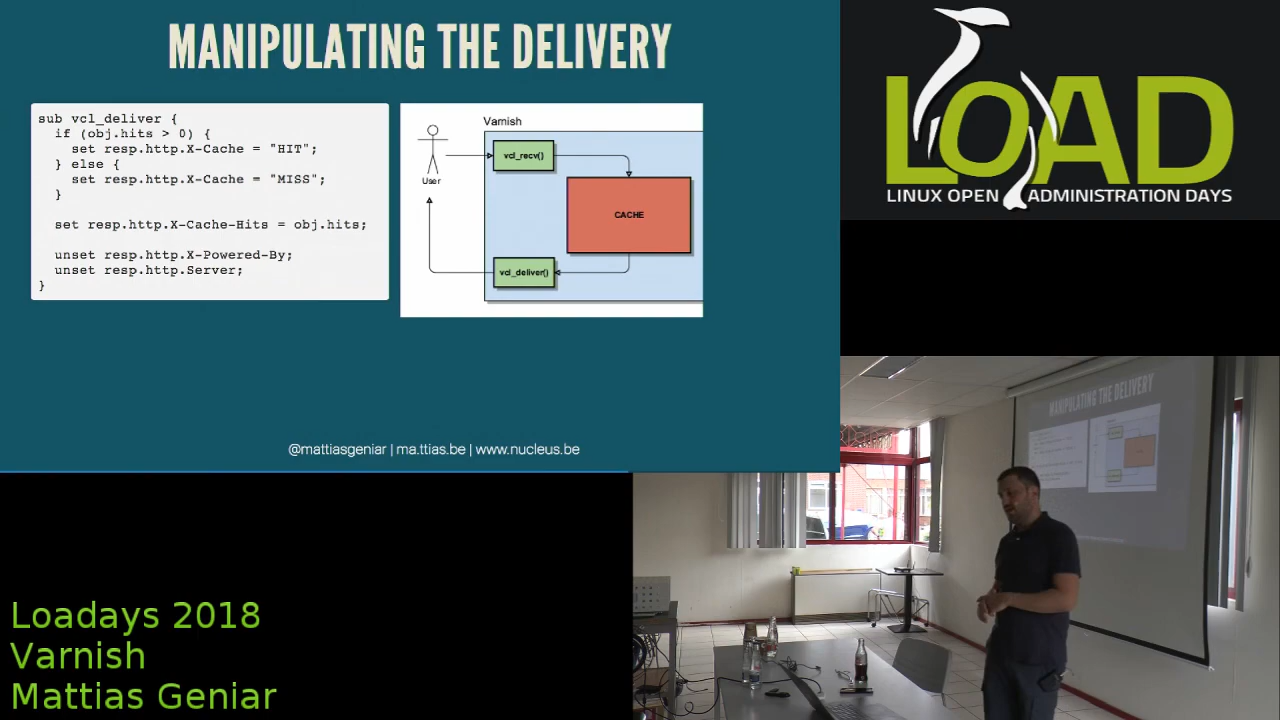 MANIPULATING THE DELIVERY
sub vcl_deliver {
if (obj.hits > 0) {
set resp.http.X-Cache = "HIT";
} else {
set resp.http.X-Cache = "MISS";
}
set resp.http.X-Cache-Hits = obj.hits;
unset resp.http.X-Powered-By;
unset resp.http.Server;
}
Varnish
User
vcl_recv()
CACHE
vcl_deliver()
@mattiasgeniar | ma.ttias.be | www.nucleus.be
LOAD
LINUX OPEN ADMINISTRATION DAYS
MANIPULATING THE DELIVERY
Loadays 2018
Varnish
Mattias Geniar